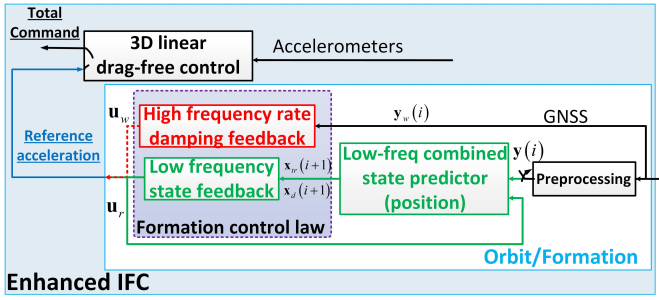 Total
Command
3D linear
drag-free control
Accelerometers
u_w
High frequency rate
damping feedback
y_w(i)
GNSS
Reference
acceleration
Low frequency
state feedback
x_tr(i+1)
x_d(i+1)
Low-freq combined
state predictor
(position)
y(i)
Preprocessing
u_r
Formation control law
Orbit/Formation
Enhanced IFC